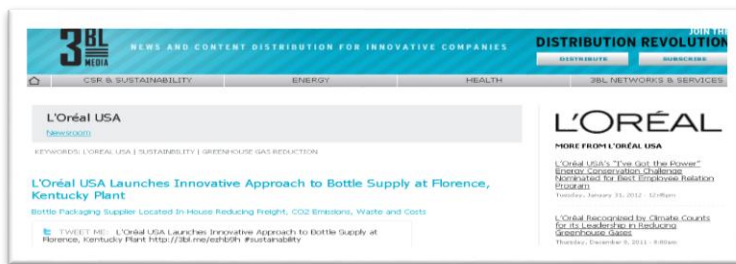 3BL
MEDIA
NEWS AND CONTENT DISTRIBUTION FOR INNOVATIVE COMPANIES
JOIN THE
DISTRIBUTION REVOLUTION
DISTRIBUTE
SUBSCRIBE
CSR & SUSTAINABILITY
ENERGY
HEALTH
3BL NETWORKS & SERVICES
L'Oréal USA
Newsroom
KEYWORDS: L'OREAL USA | SUSTAINBILITY | GREENHOUSE GAS REDUCTION
L'Oréal USA Launches Innovative Approach to Bottle Supply at Florence,
Kentucky Plant
Bottle Packaging Supplier Located In-House Reducing Freight, CO2 Emissions, Waste and Costs
TWEET ME: L'Oréal USA Launches Innovative Approach to Bottle Supply at
Florence, Kentucky Plant http://3bl.me/ezhb9h #sustainability
L'ORÉAL
MORE FROM L'ORÉAL USA
L'Oréal USA's "I've Got the Power"
Energy Conservation Challenge
Nominated for Best Employee Relation
Program
Tuesday, January 31, 2012 - 12:05am
L'Oréal Recognized by Climate Counts
for its Leadership in Reducing
Greenhouse Gases
Thursday, December 8, 2011 - 8:00am